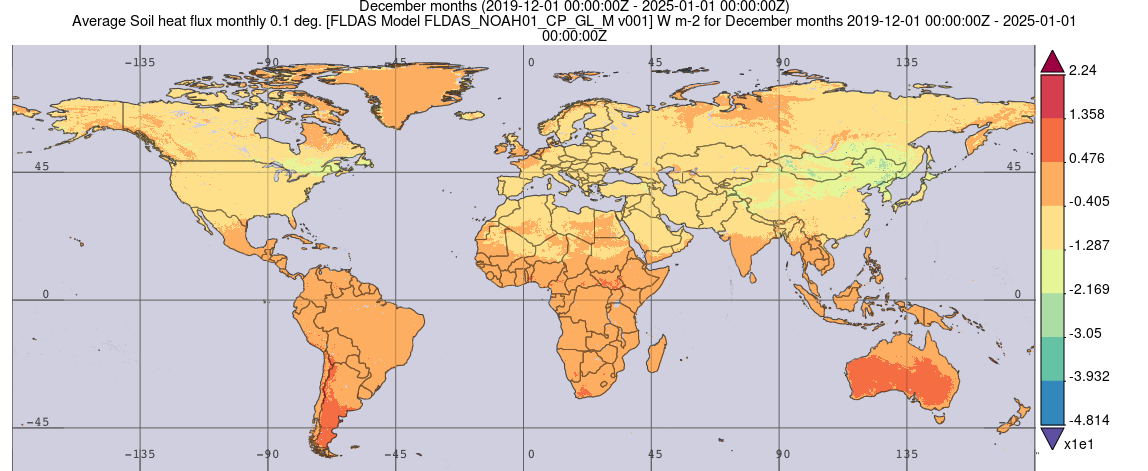 December months (2019-12-01 00:00:00Z - 2025-01-01 00:00:00Z)
Average Soil heat flux monthly 0.1 deg. [FLDAS Model FLDAS_NOAH01_CP_GL_M v001] W m-2 for December months 2019-12-01 00:00:00Z - 2025-01-01
00:00:00Z
-135 -90 -45 0 45 90 135
2.24
1.358
0.476
-0.405
-1.287
-2.169
-3.05
-3.932
-4.814
x1e1
45 45
0 0
-45
-135 -90 -45 0 45 90 135